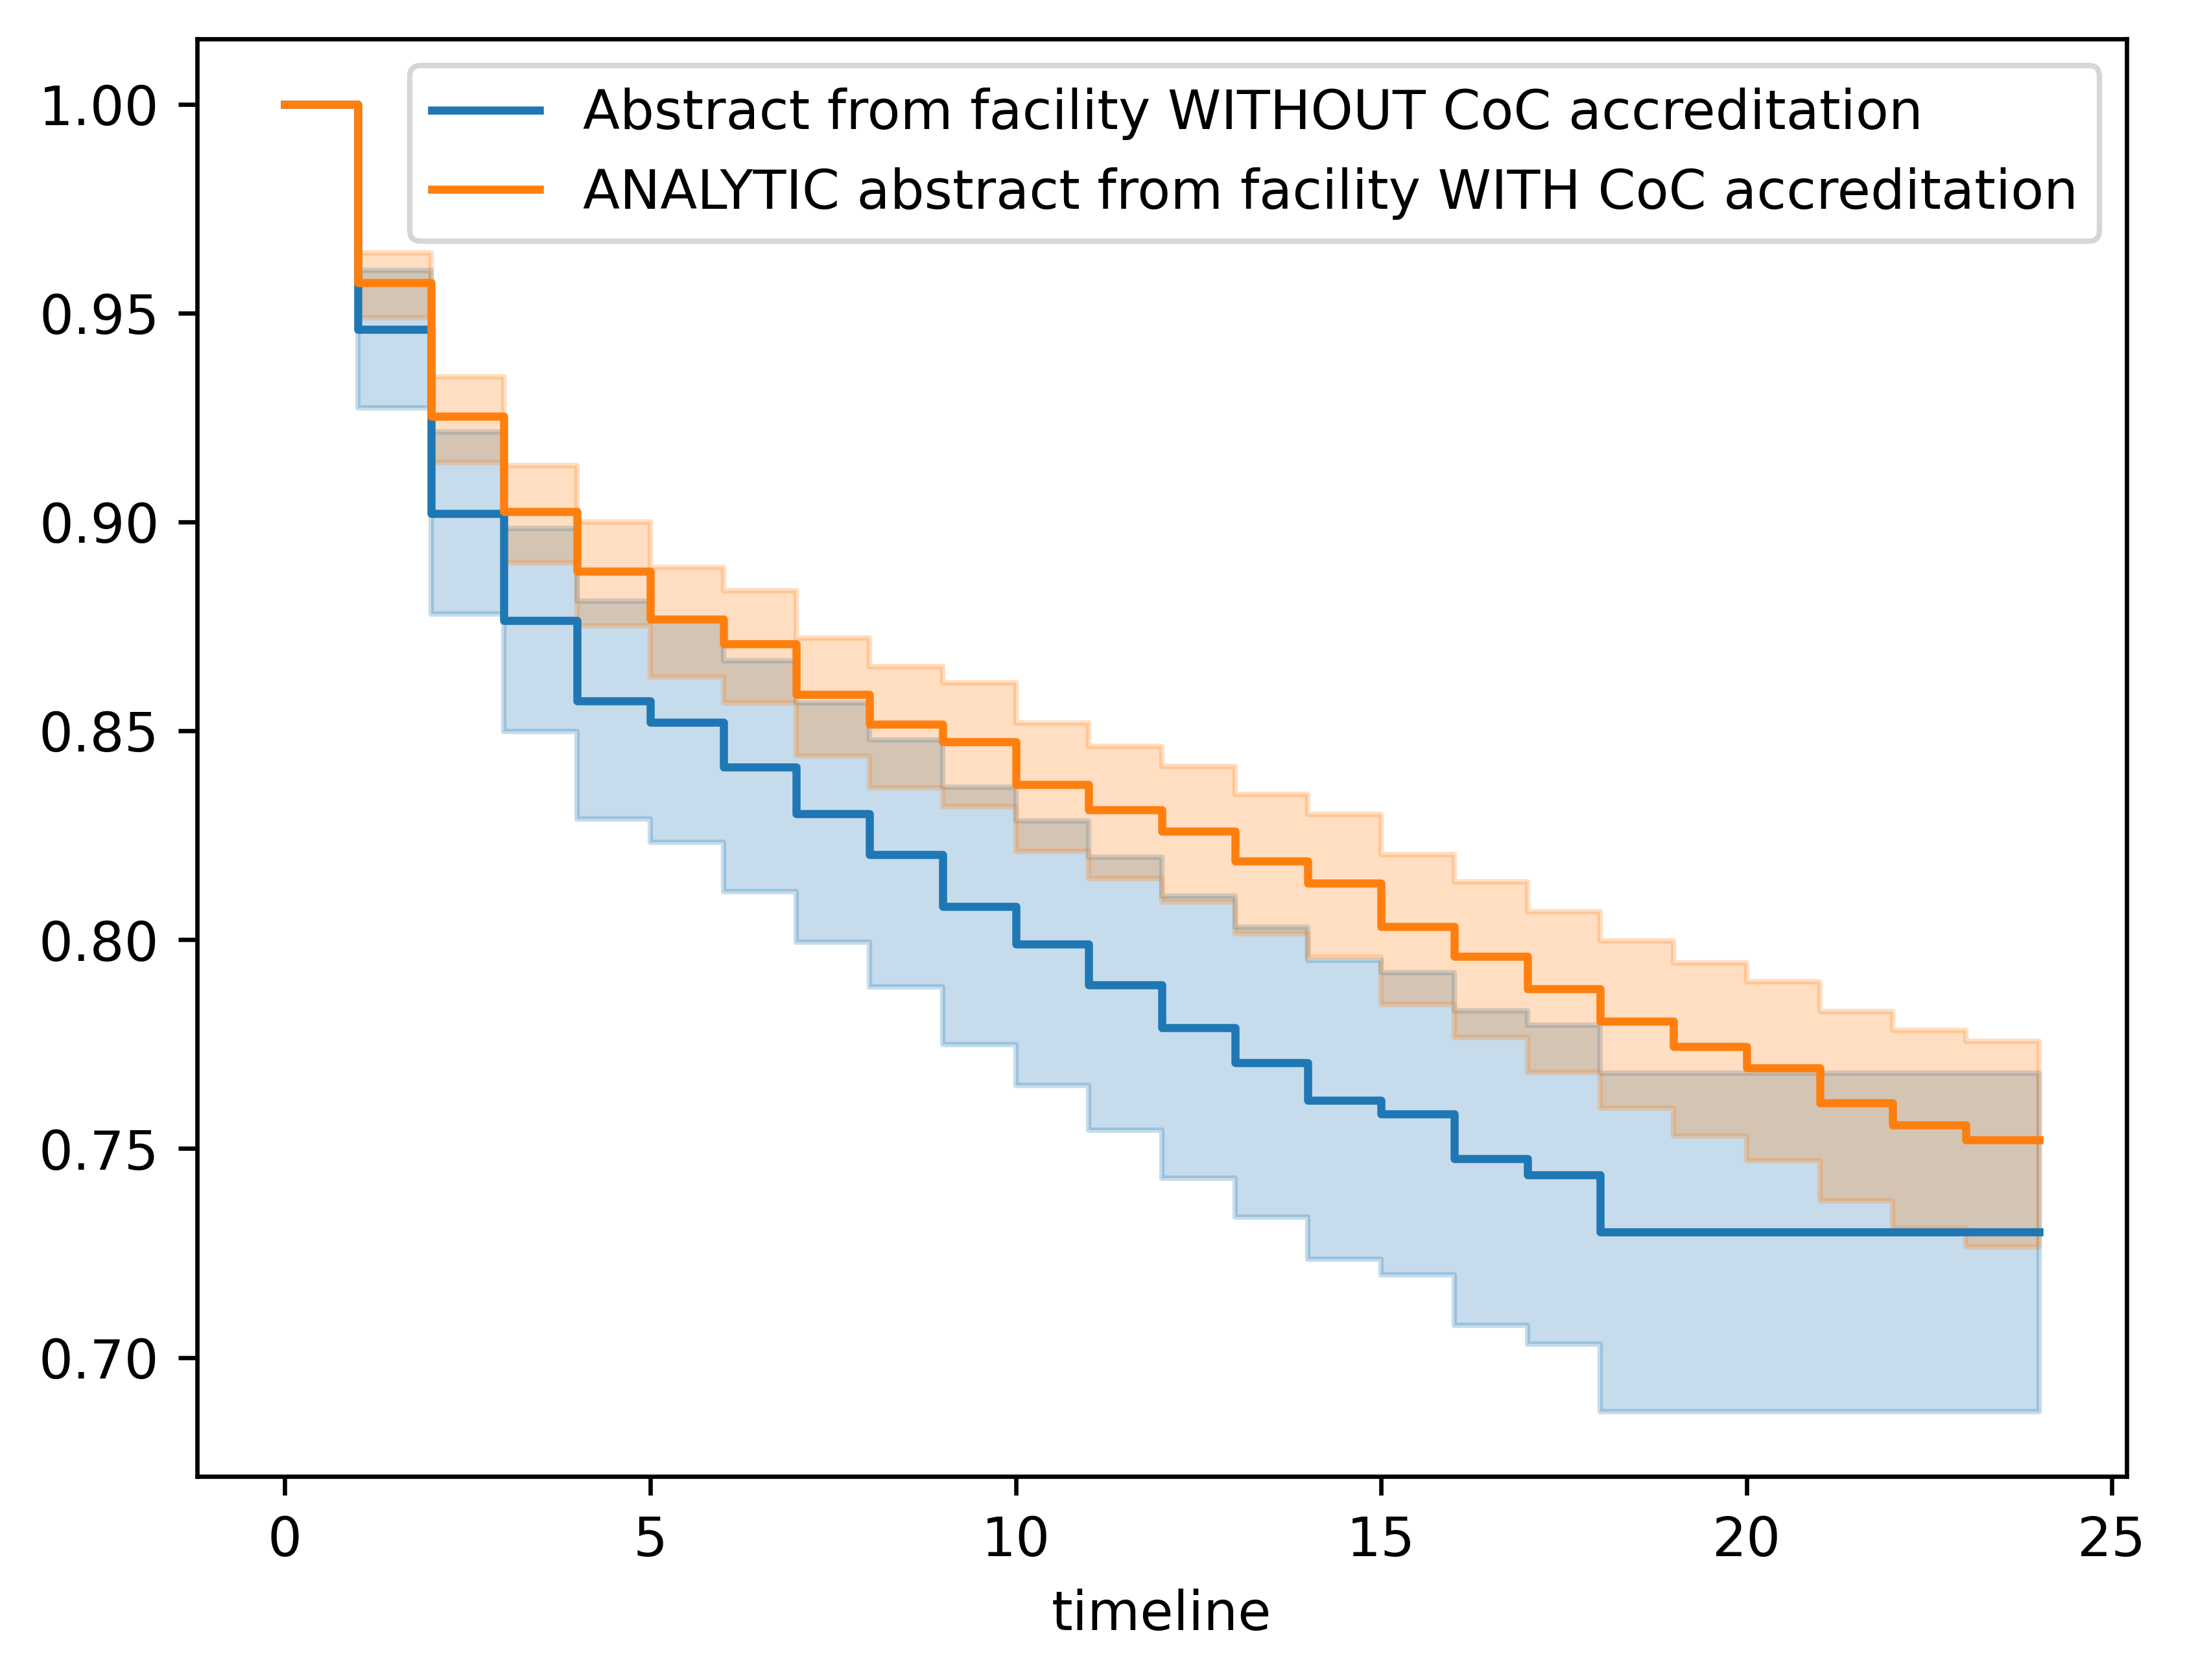 Abstract from facility WITHOUT CoC accreditation
ANALYTIC abstract from facility WITH CoC accreditation
1.00
0.95
0.90
0.85
0.80
0.75
0.70
0 5 10 15 20 25
timeline